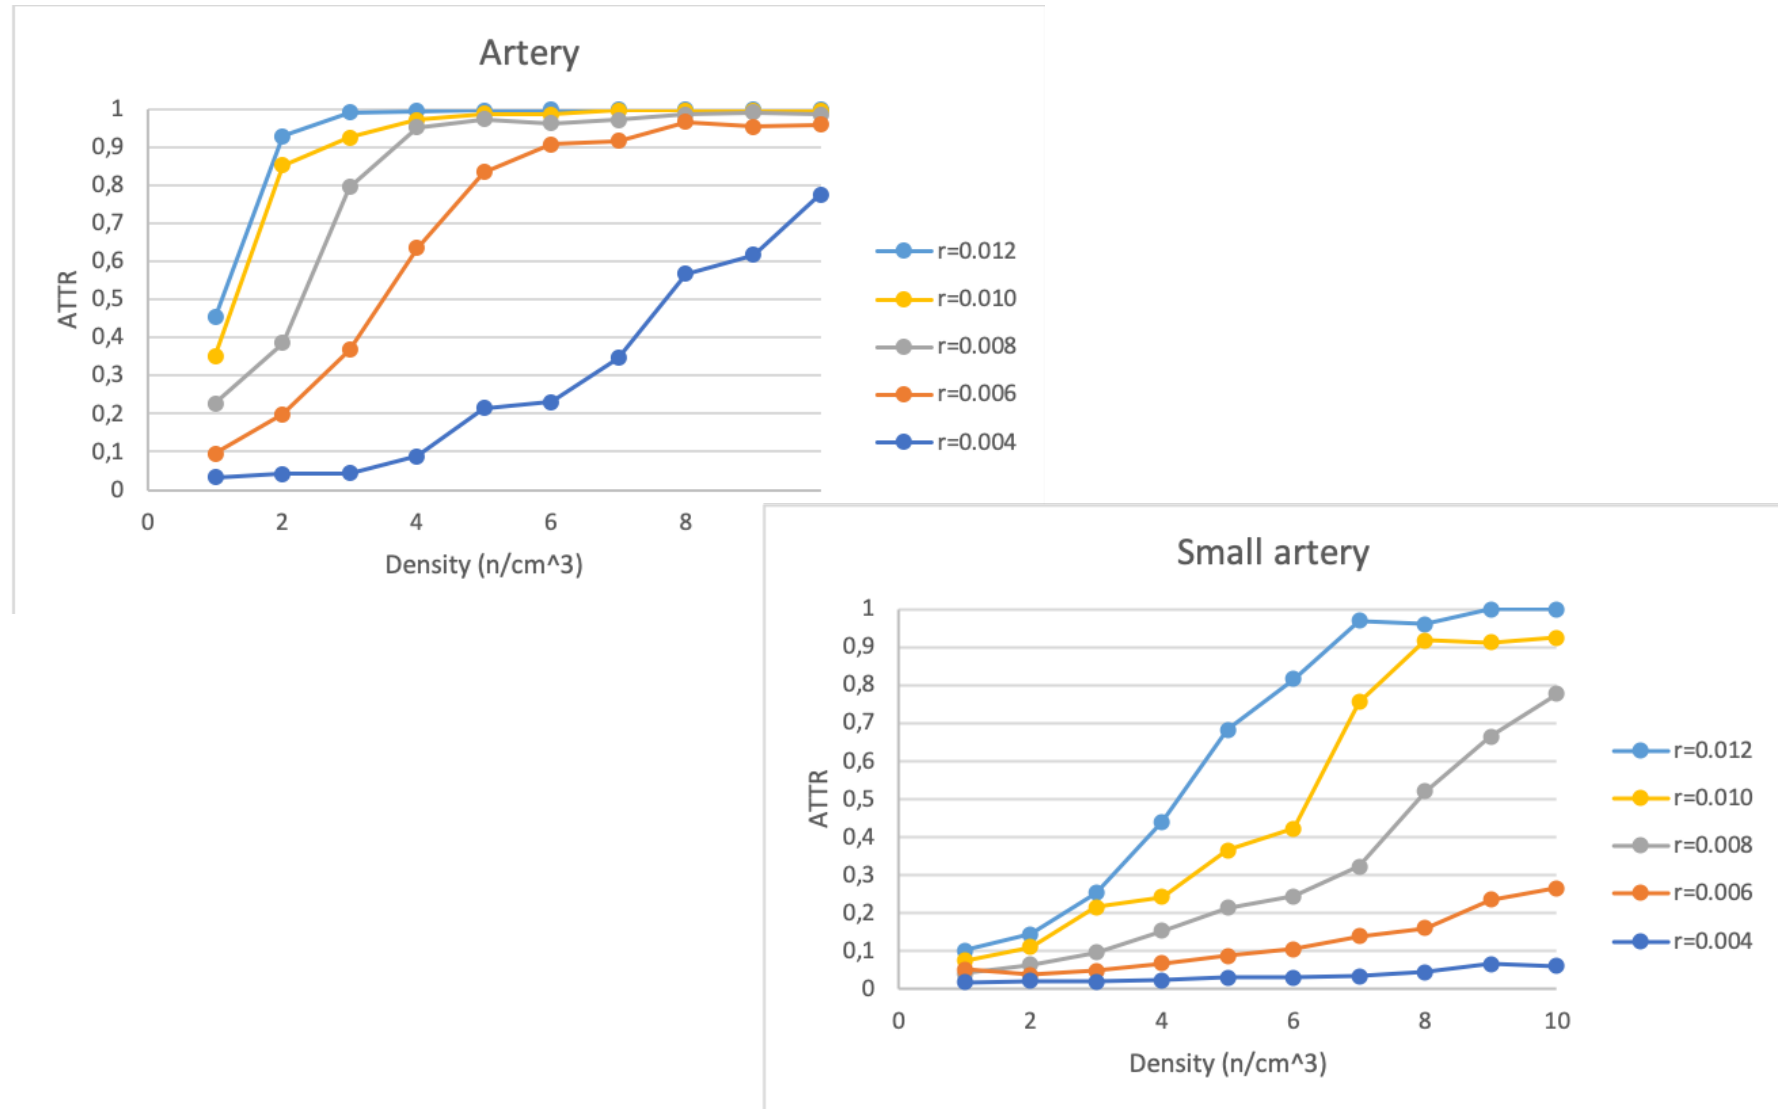 Artery
1
0,9
0,8
0,7
0,6
0,5
0,4
0,3
0,2
0,1
0
ATTR
0 2 4 6 8
Density (n/cm^3)
r=0.012
r=0.010
r=0.008
r=0.006
r=0.004
Small artery
1
0,9
0,8
0,7
0,6
0,5
0,4
0,3
0,2
0,1
0
ATTR
0 2 4 6 8 10
Density (n/cm^3)
r=0.012
r=0.010
r=0.008
r=0.006
r=0.004